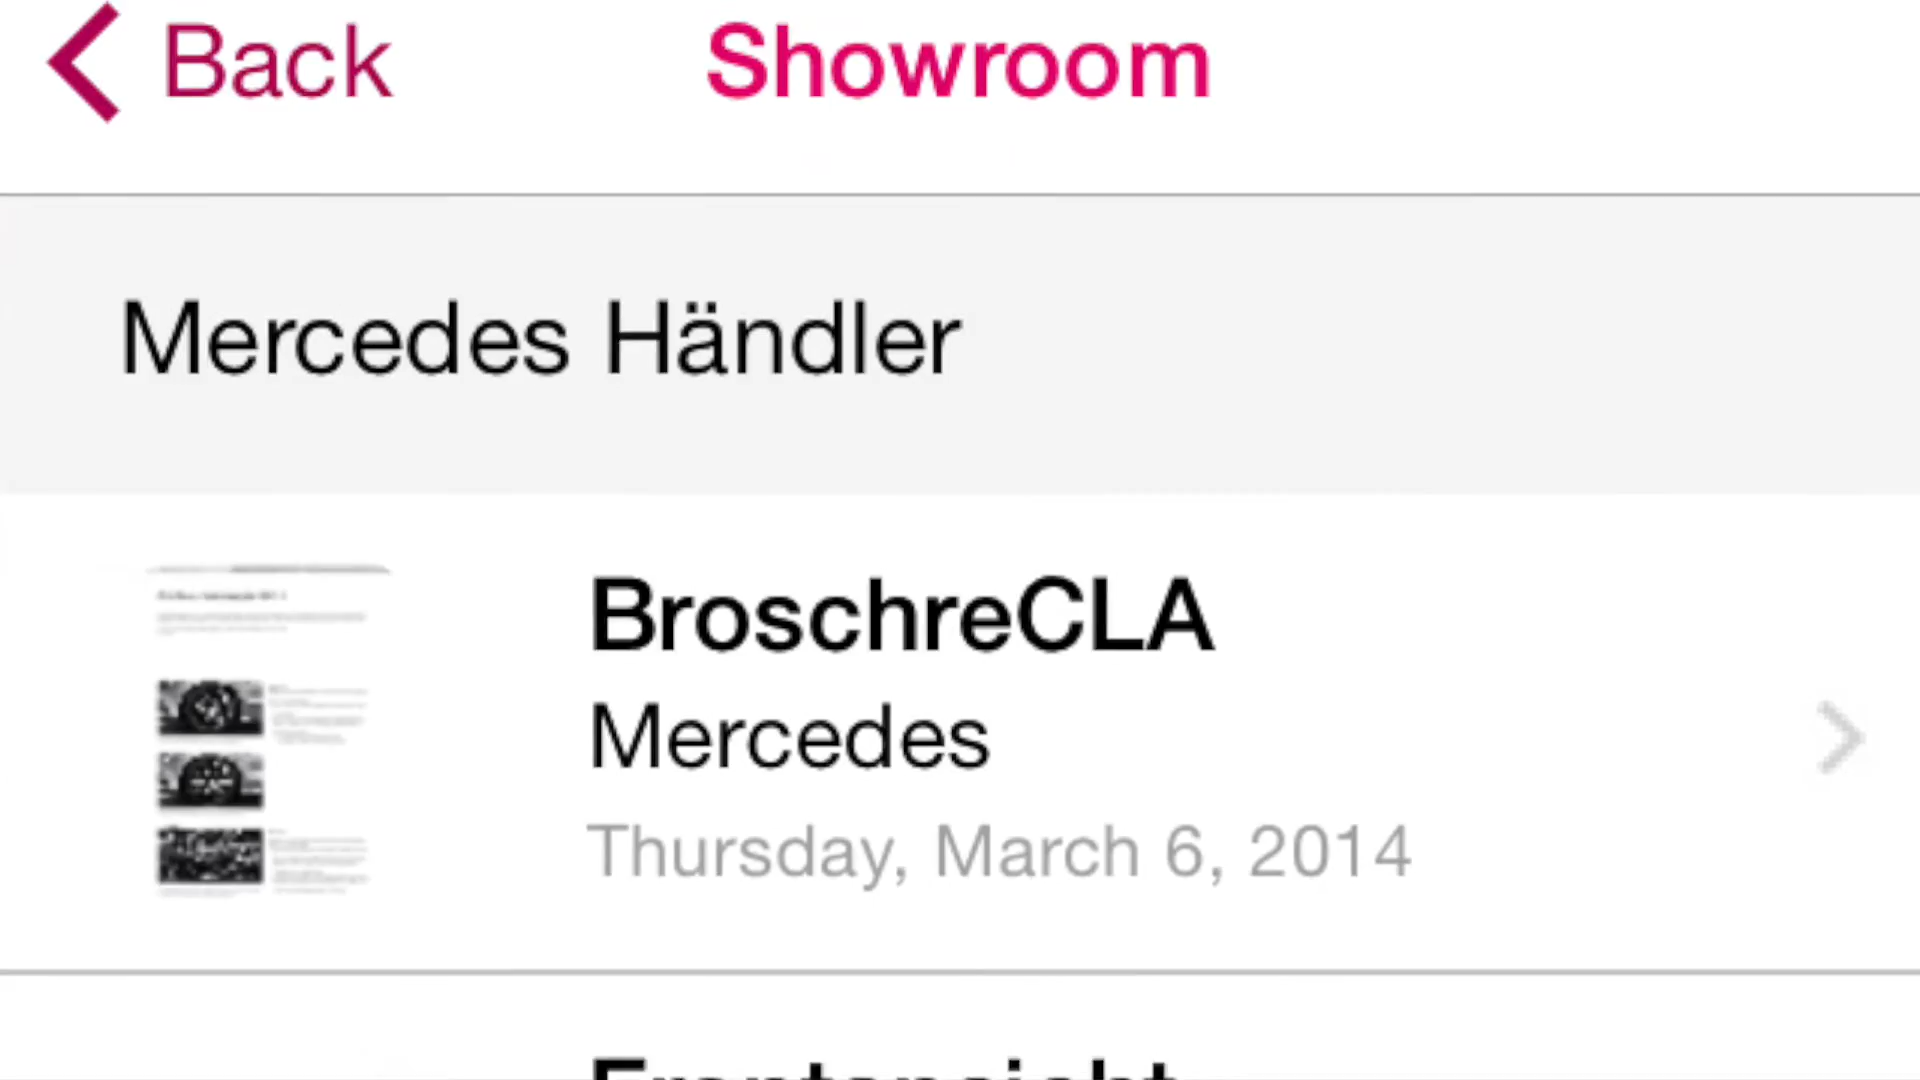 Back
Showroom
Mercedes Händler
BroschreCLA
Mercedes
Thursday, March 6, 2014